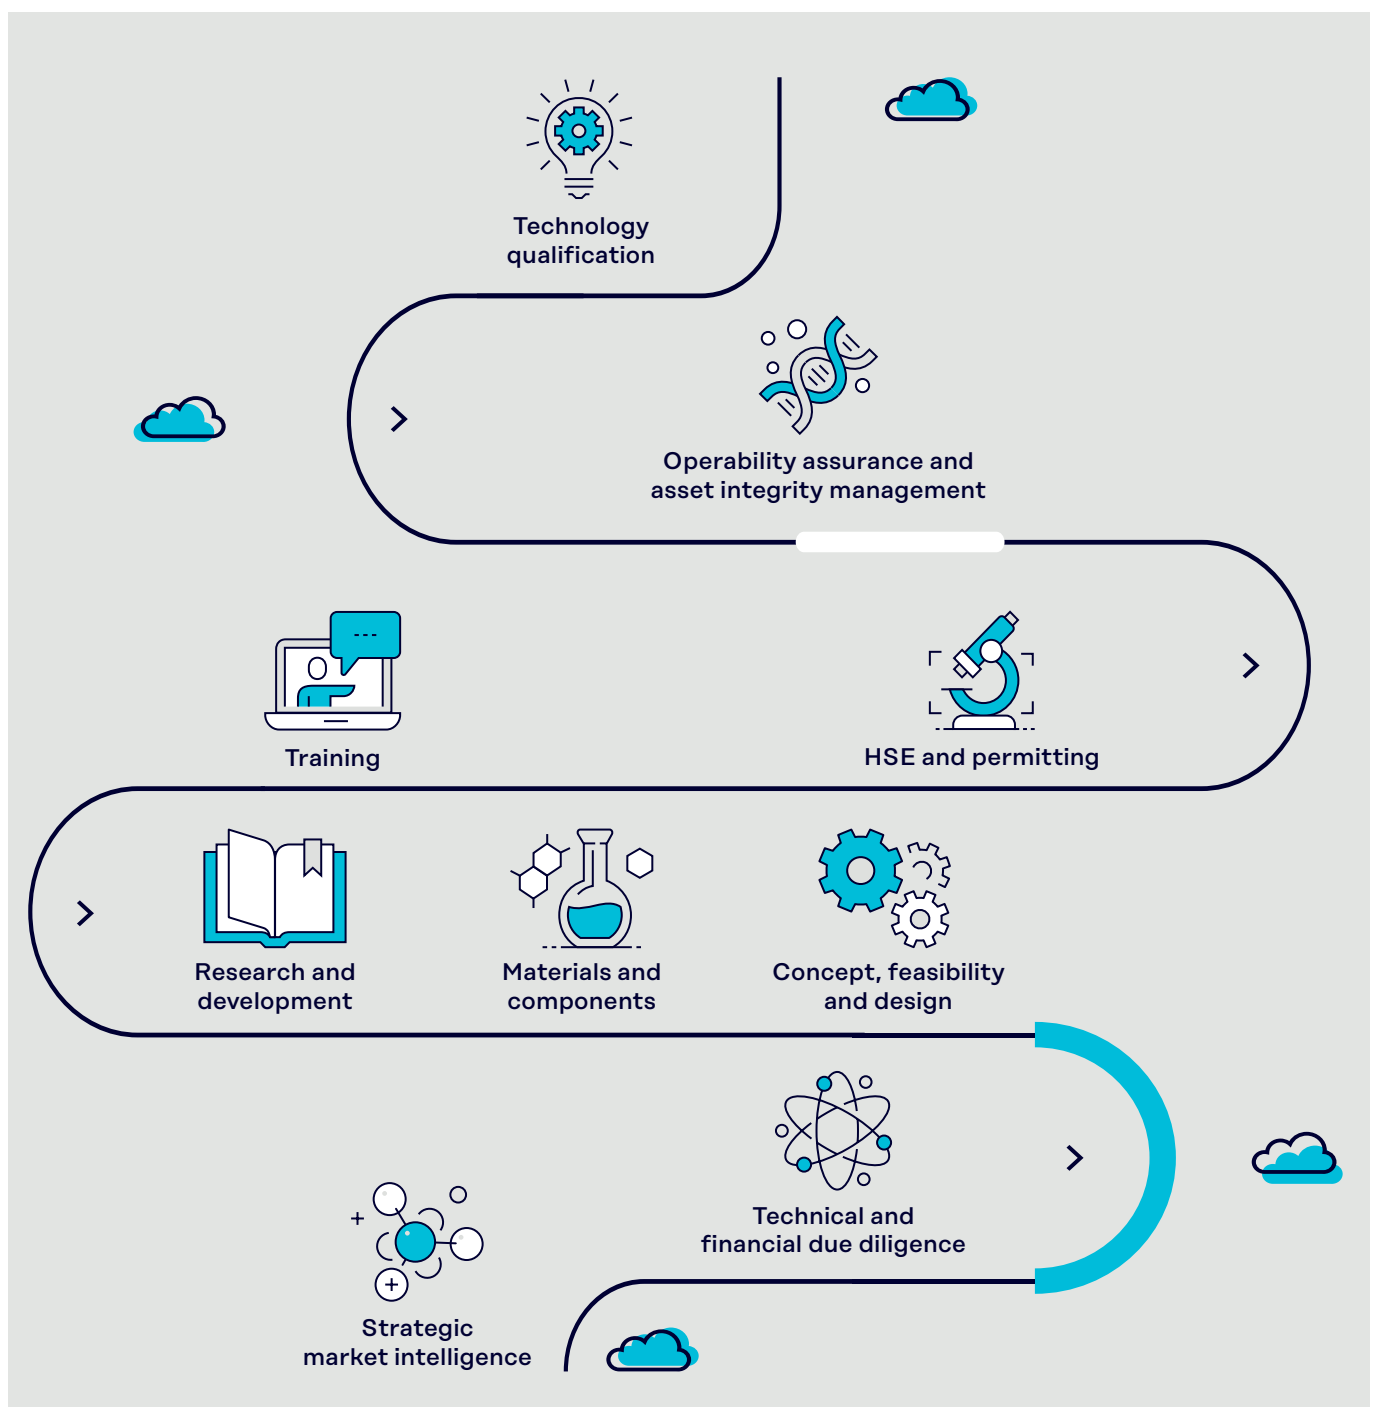 Technology
qualification
Operability assurance and
asset integrity management
Training
HSE and permitting
Research and
development
Materials and
components
Concept, feasibility
and design
Technical and
financial due diligence
Strategic
market intelligence